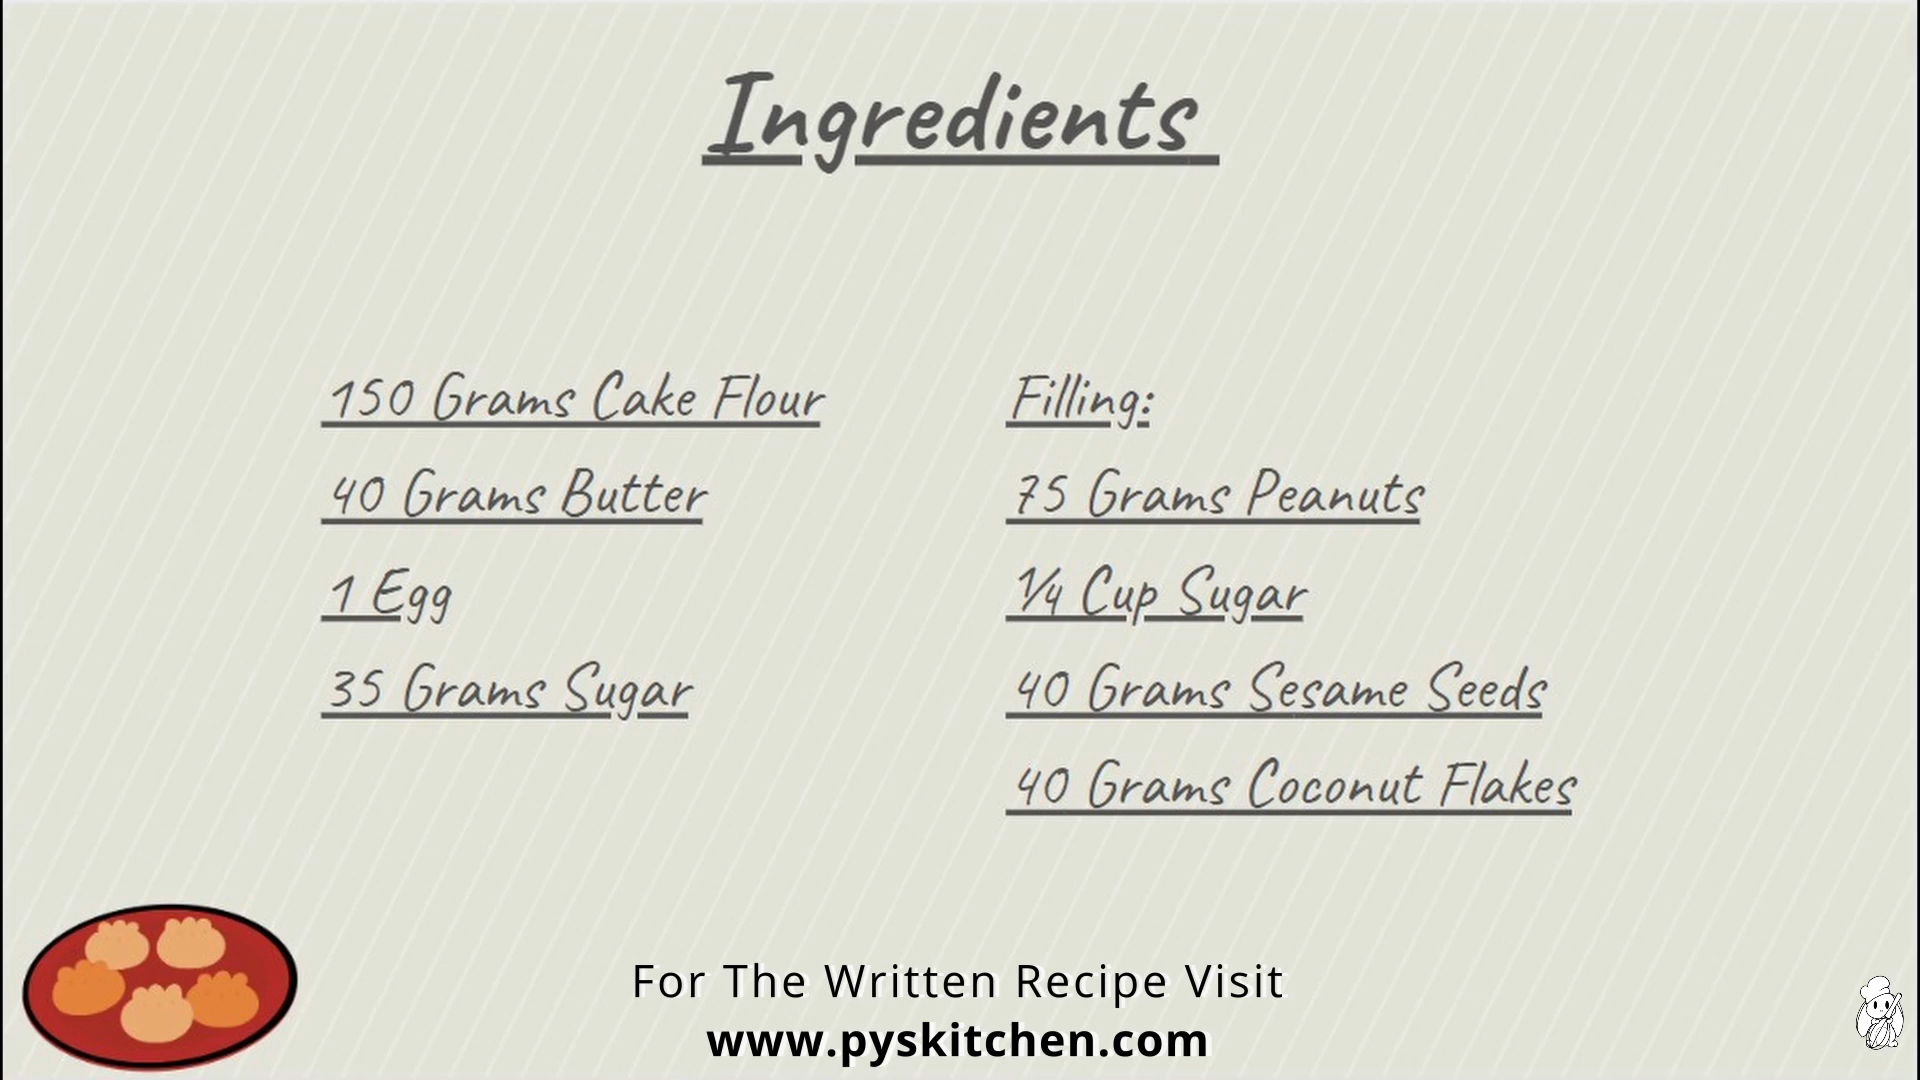 Ingredients
150 Grams Cake Flour
40 Grams Butter
1 Egg
35 Grams Sugar
Filling:
75 Grams Peanuts
¼ Cup Sugar
40 Grams Sesame Seeds
40 Grams Coconut Flakes
For The Written Recipe Visit
www.pyskitchen.com